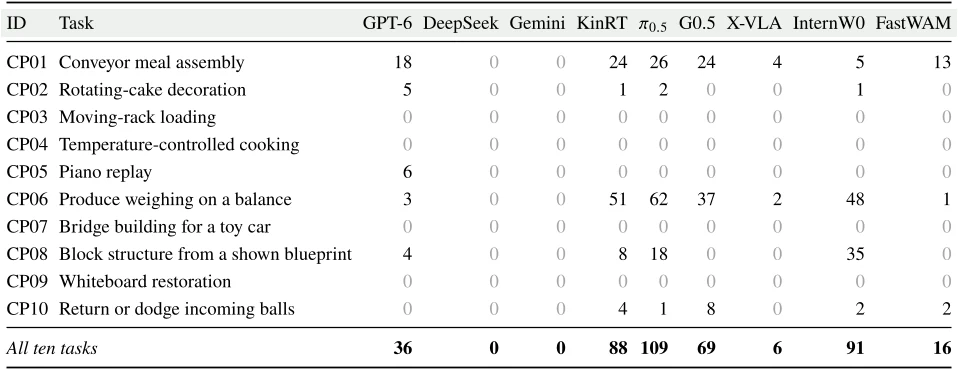 ID Task GPT-6 DeepSeek Gemini KinRT π0.5 G0.5 X-VLA InternW0 FastWAM
CP01 Conveyor meal assembly 18 0 0 24 26 24 4 5 13
CP02 Rotating-cake decoration 5 0 0 1 2 0 0 1 0
CP03 Moving-rack loading 0 0 0 0 0 0 0 0 0
CP04 Temperature-controlled cooking 0 0 0 0 0 0 0 0 0
CP05 Piano replay 6 0 0 0 0 0 0 0 0
CP06 Produce weighing on a balance 3 0 0 51 62 37 2 48 1
CP07 Bridge building for a toy car 0 0 0 0 0 0 0 0 0
CP08 Block structure from a shown blueprint 4 0 0 8 18 0 0 35 0
CP09 Whiteboard restoration 0 0 0 0 0 0 0 0 0
CP10 Return or dodge incoming balls 0 0 0 4 1 8 0 2 2
All ten tasks 36 0 0 88 109 69 6 91 16